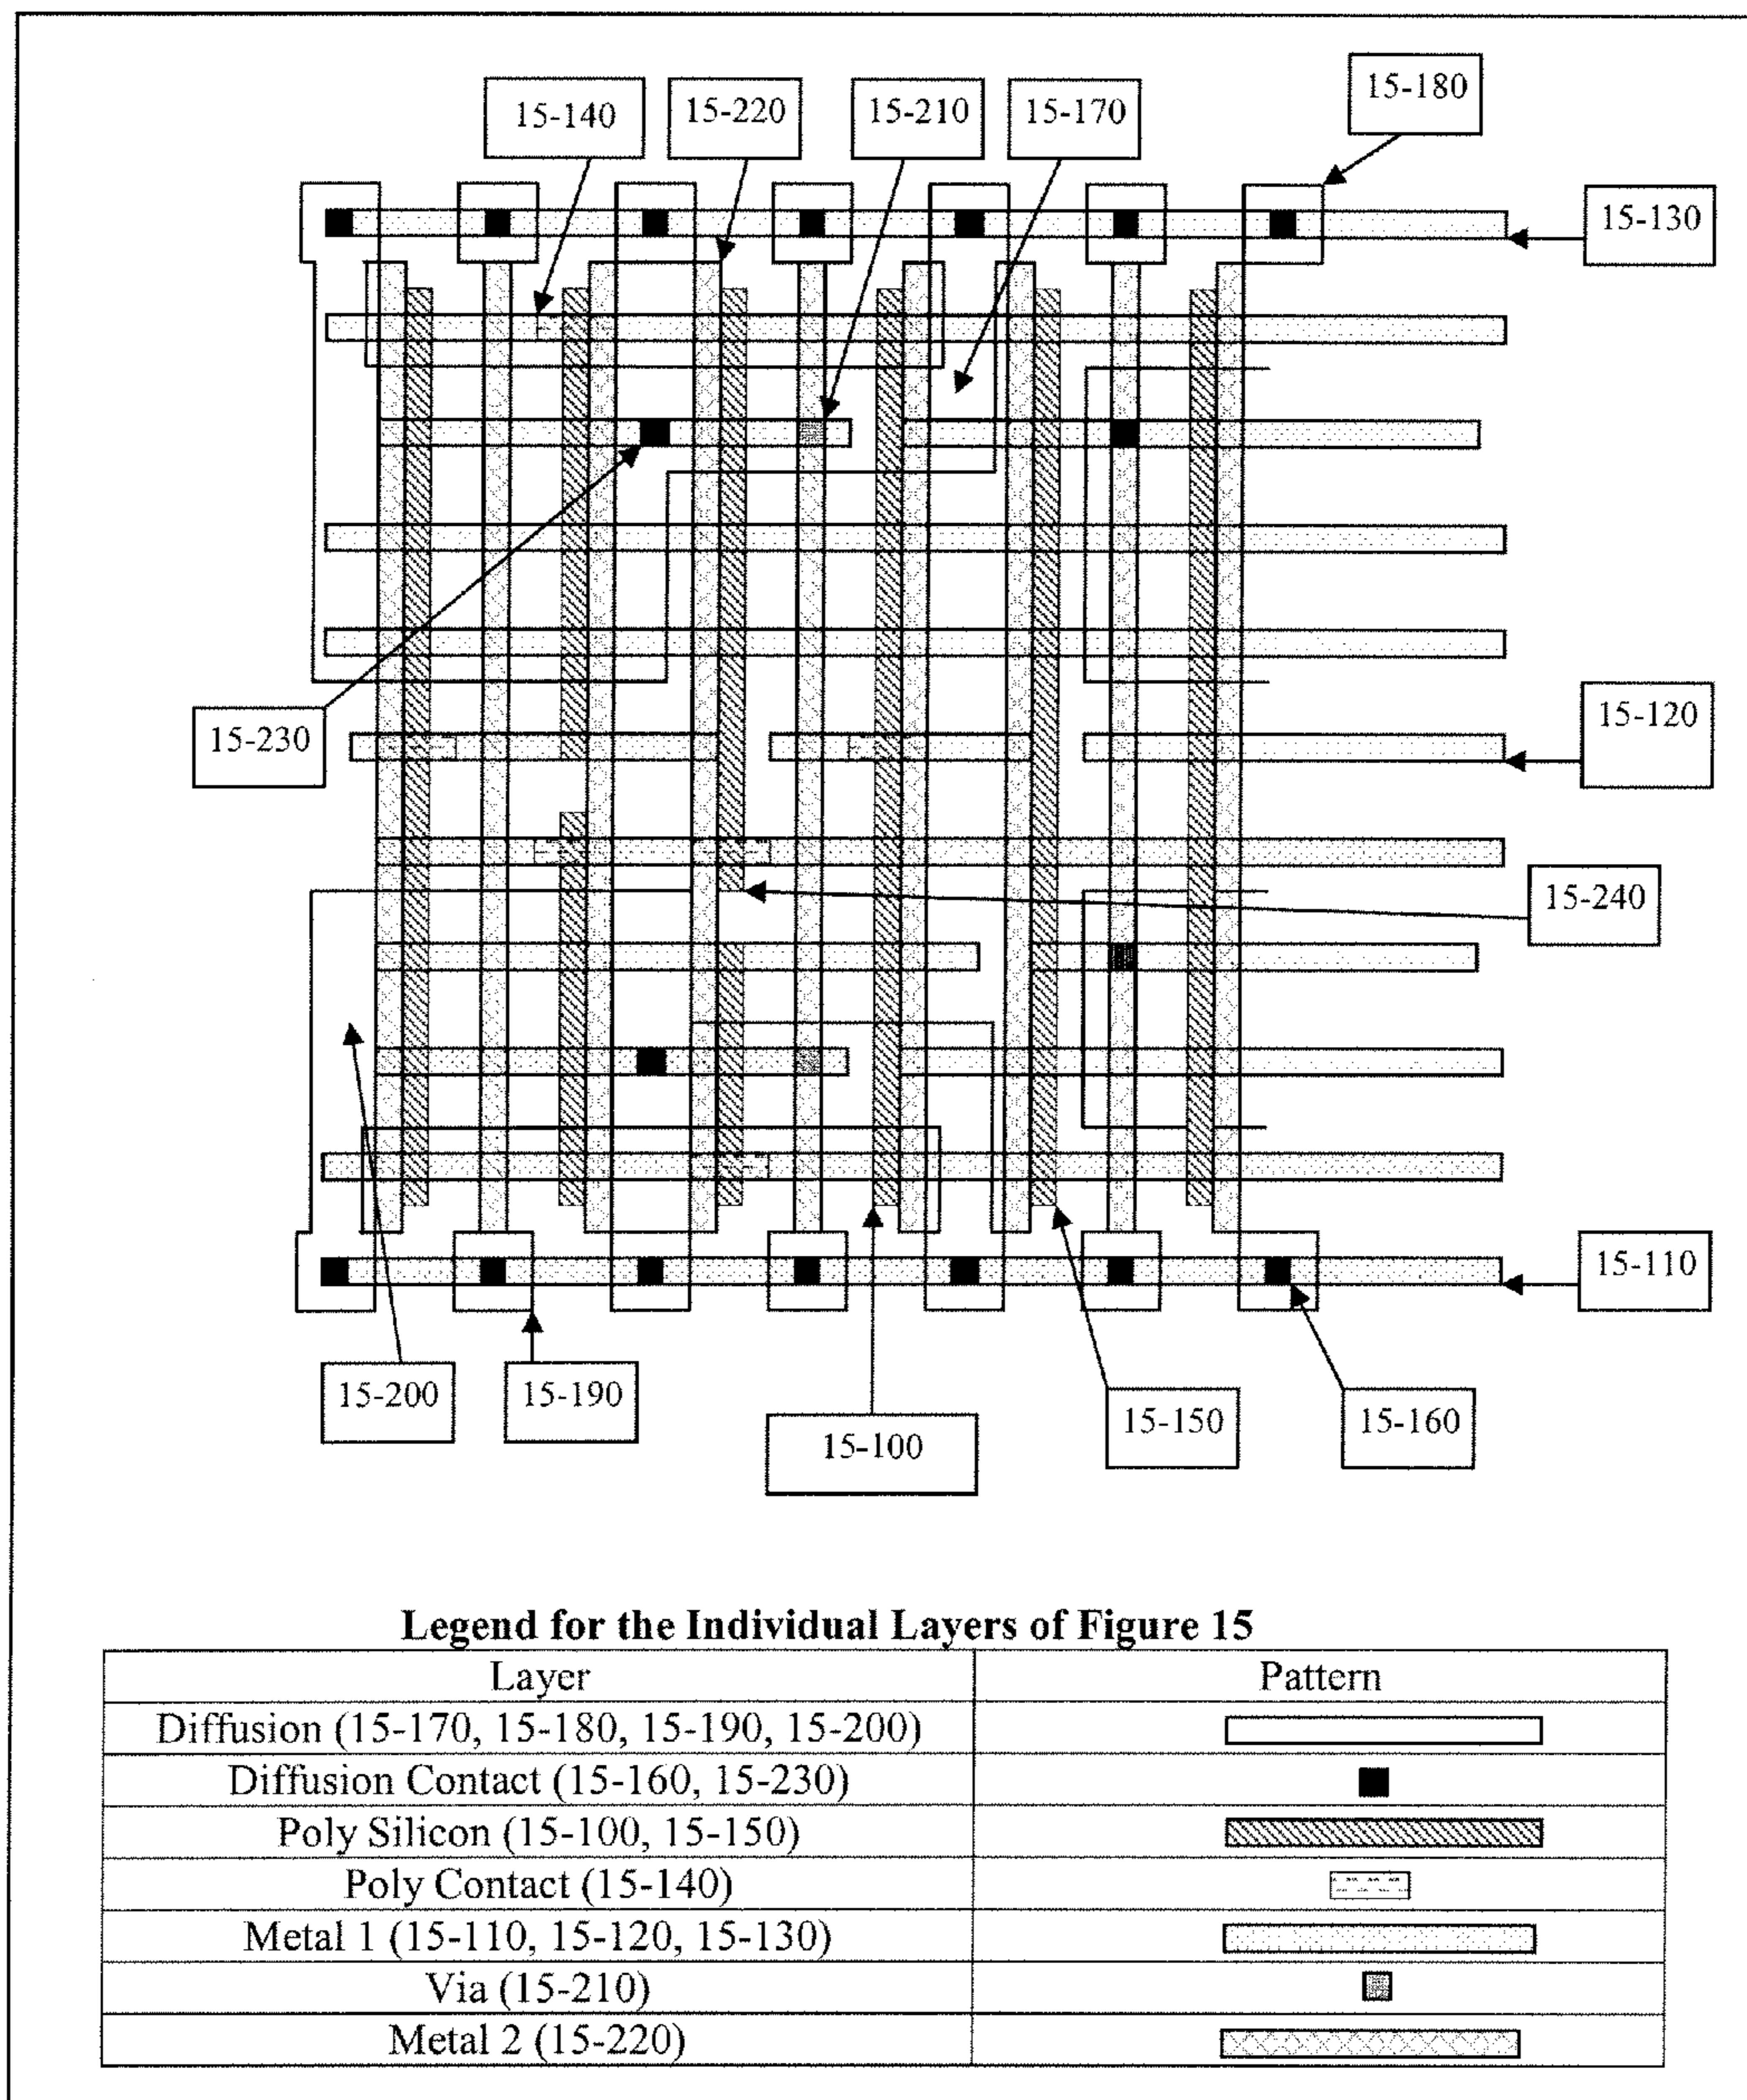 15-180
15-140
15-220
15-210
15-170
15-130
15-230
15-120
15-240
15-110
15-200
15-190
15-100
15-150
15-160
Legend for the Individual Layers of Figure 15
Layer Pattern
Diffusion (15-170, 15-180, 15-190, 15-200)
Diffusion Contact (15-160, 15-230)
Poly Silicon (15-100, 15-150)
Poly Contact (15-140)
Metal 1 (15-110, 15-120, 15-130)
Via (15-210)
Metal 2 (15-220)